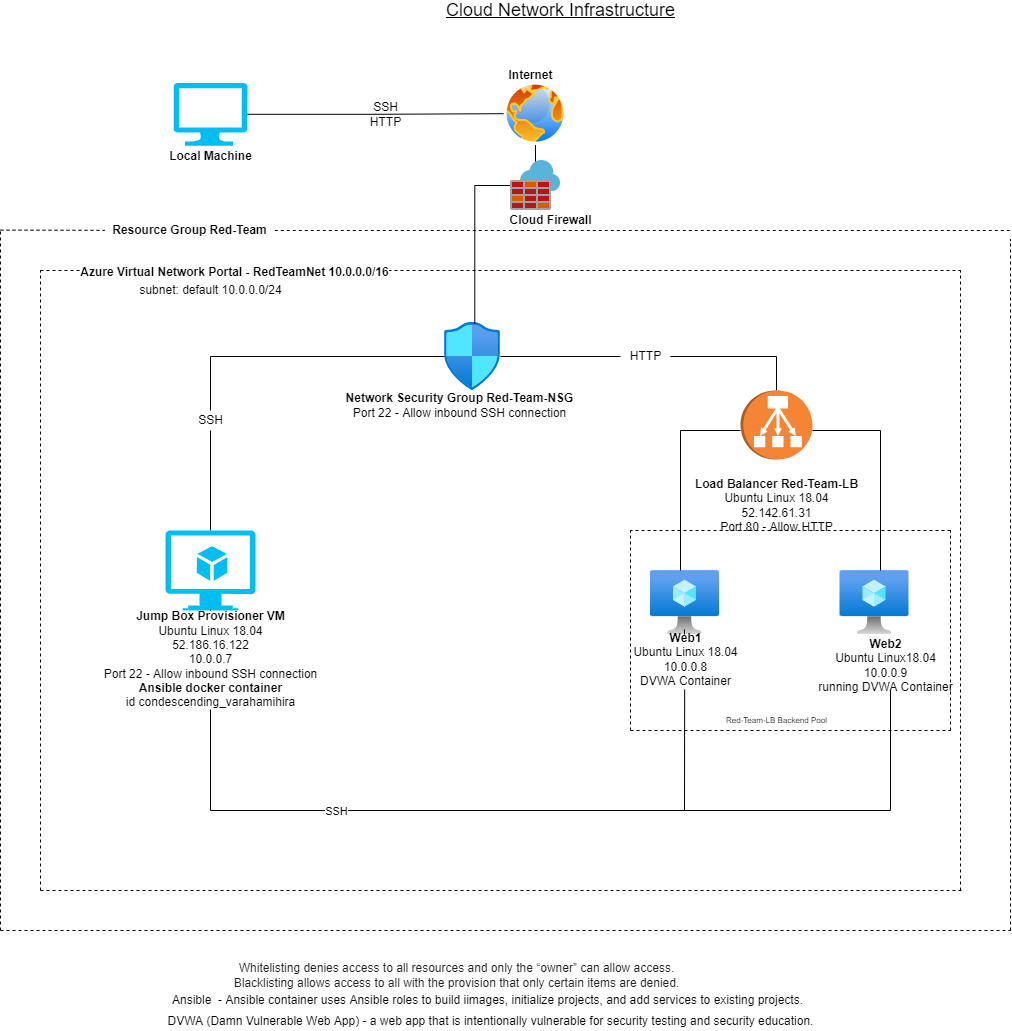 Cloud Network Infrastructure
Internet
SSH
HTTP
Local Machine
Cloud Firewall
Resource Group Red-Team
Azure Virtual Network Portal - RedTeamNet 10.0.0.0/16
subnet: default 10.0.0.0/24
HTTP
Network Security Group Red-Team-NSG
Port 22 - Allow inbound SSH connection
SSH
Load Balancer Red-Team-LB
Ubuntu Linux 18.04
52.142.61.31
Port 80 - Allow HTTP
Jump Box Provisioner VM
Ubuntu Linux 18.04
52.186.16.122
10.0.0.7
Port 22 - Allow inbound SSH connection
Ansible docker container
id condescending_varahamihira
Web1
Ubuntu Linux 18.04
10.0.0.8
DVWA Container
Web2
Ubuntu Linux18.04
10.0.0.9
running DVWA Container
Red-Team-LB Backend Pool
SSH
Whitelisting denies access to all resources and only the “owner” can allow access.
Blacklisting allows access to all with the provision that only certain items are denied.
Ansible  - Ansible container uses Ansible roles to build iimages, initialize projects, and add services to existing projects.
DVWA (Damn Vulnerable Web App) - a web app that is intentionally vulnerable for security testing and security education.